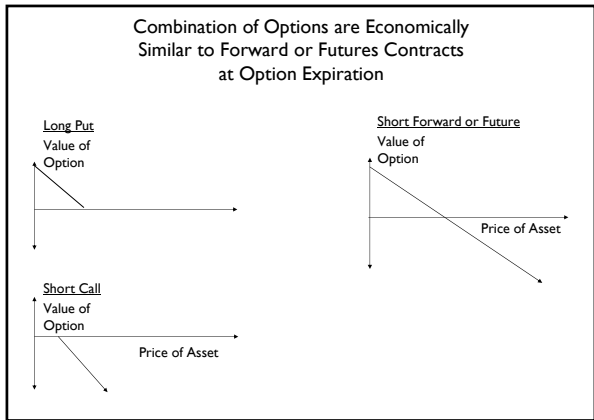 Combination of Options are Economically
Similar to Forward or Futures Contracts
at Option Expiration
Long Put
Value of
Option
Short Forward or Future
Value of
Option
Price of Asset
Short Call
Value of
Option
Price of Asset